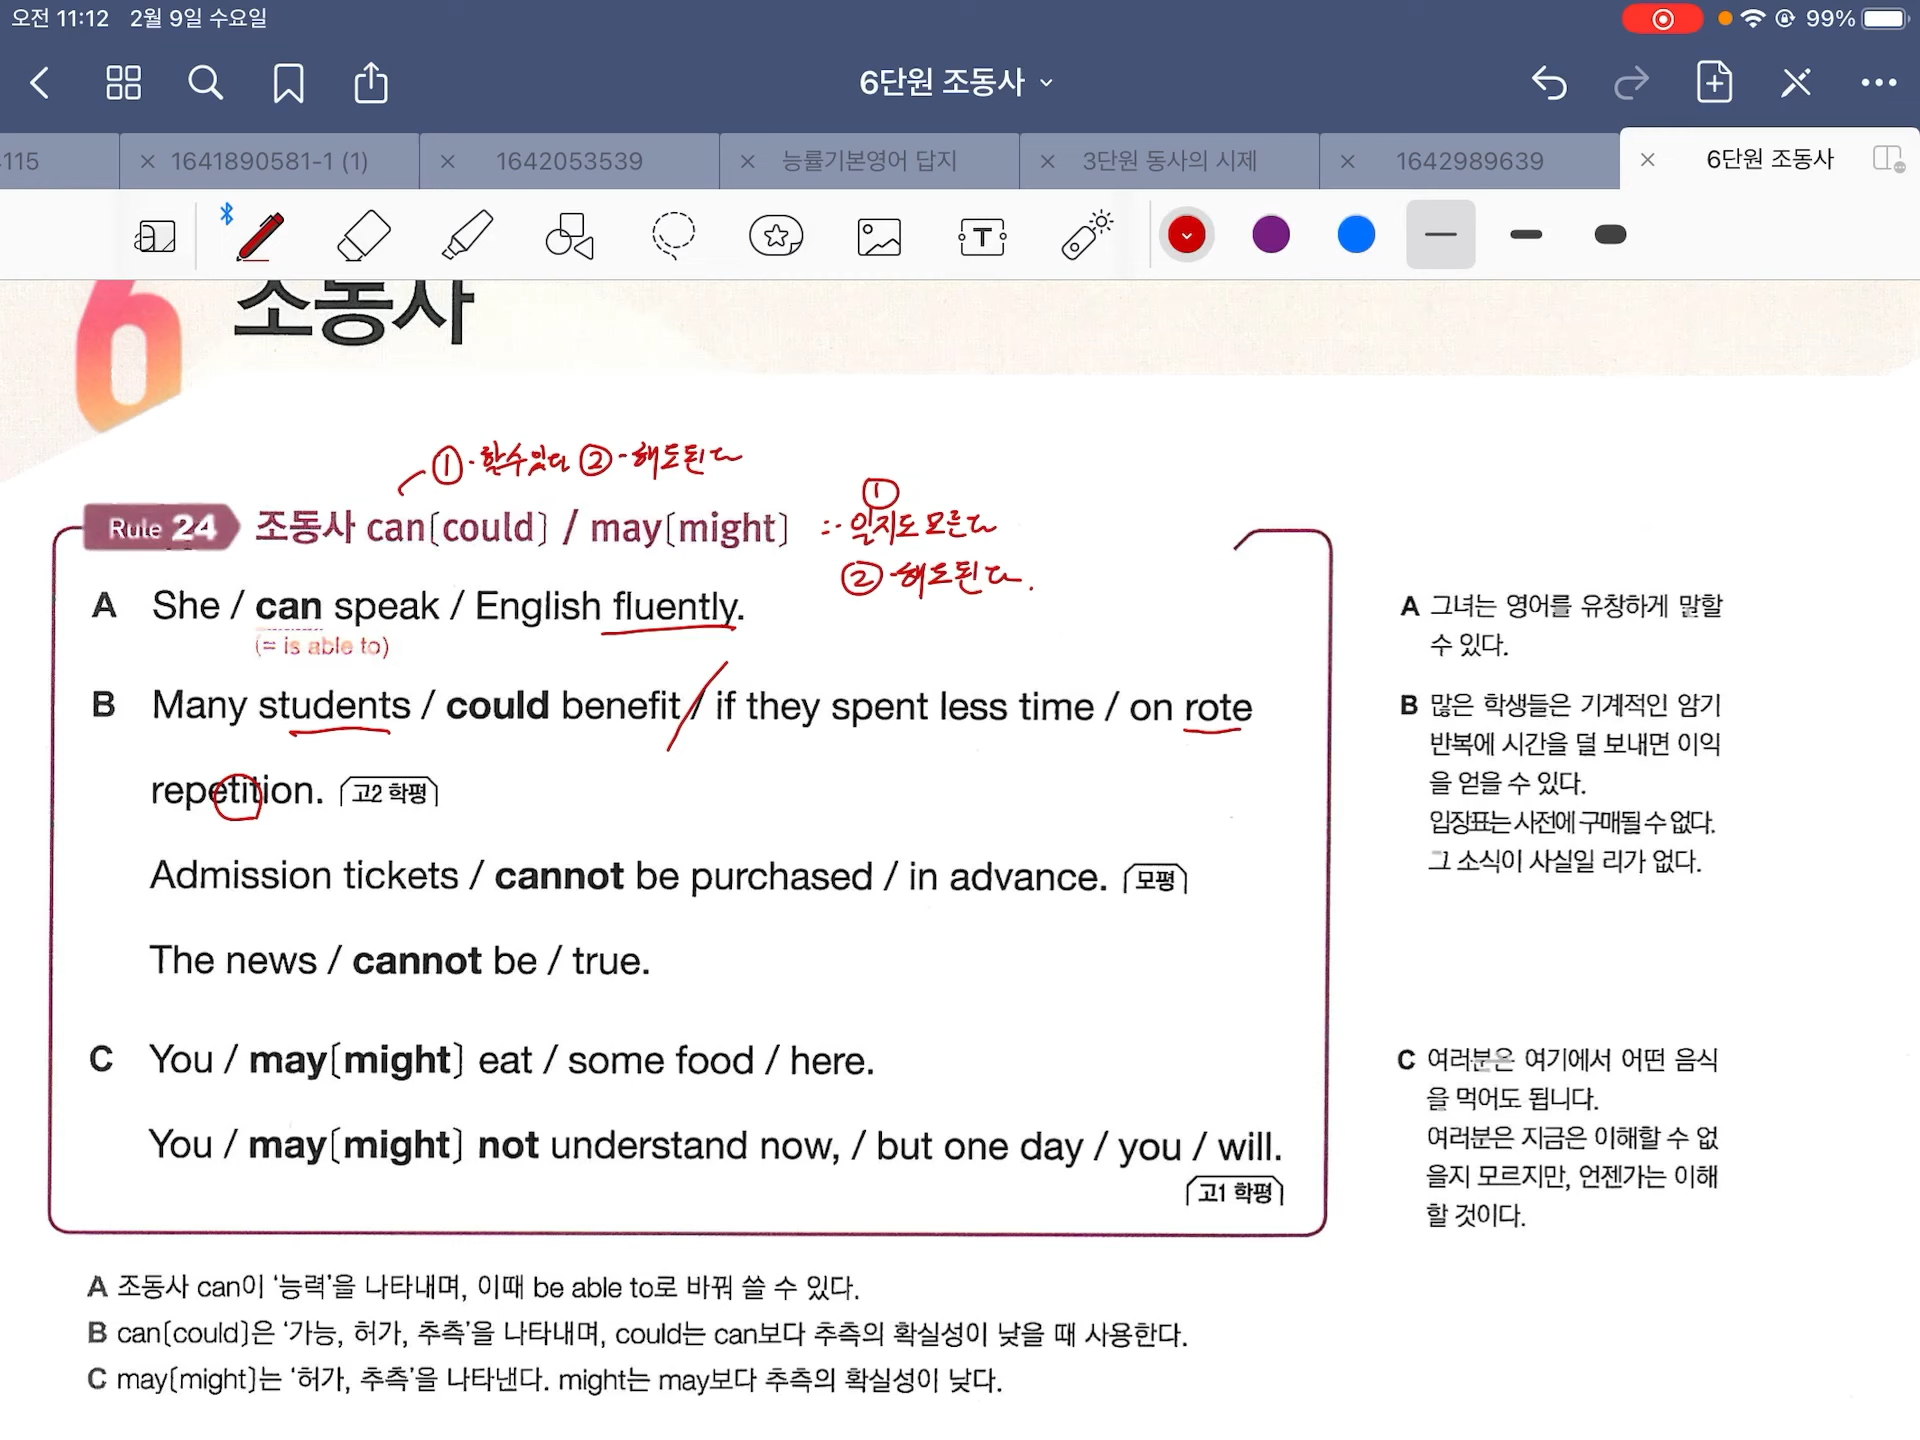 오전 11:12 2월 9일 수요일
99%
6단원 조동사
115
1641890581-1 (1)
1642053539
능률기본영어 답지
3단원 동사의 시제
1642989639
6단원 조동사
6 조동사
① ·할수있다 ② ·해도된다
①
Rule 24 조동사 can[could] / may[might] :·일지도 모른다
② ·해도된다.
A She / can speak / English fluently.
(= is able to)
B Many students / could benefit / if they spent less time / on rote
repetition. 고2 학평
Admission tickets / cannot be purchased / in advance. 모평
The news / cannot be / true.
C You / may[might] eat / some food / here.
You / may[might] not understand now, / but one day / you / will.
고1 학평
A 그녀는 영어를 유창하게 말할
수 있다.
B 많은 학생들은 기계적인 암기
반복에 시간을 덜 보내면 이익
을 얻을 수 있다.
입장표는 사전에 구매될 수 없다.
그 소식이 사실일 리가 없다.
C 여러분은 여기에서 어떤 음식
을 먹어도 됩니다.
여러분은 지금은 이해할 수 없
을지 모르지만, 언젠가는 이해
할 것이다.
A 조동사 can이 ‘능력’을 나타내며, 이때 be able to로 바꿔 쓸 수 있다.
B can[could]은 ‘가능, 허가, 추측’을 나타내며, could는 can보다 추측의 확실성이 낮을 때 사용한다.
C may[might]는 ‘허가, 추측’을 나타낸다. might는 may보다 추측의 확실성이 낮다.